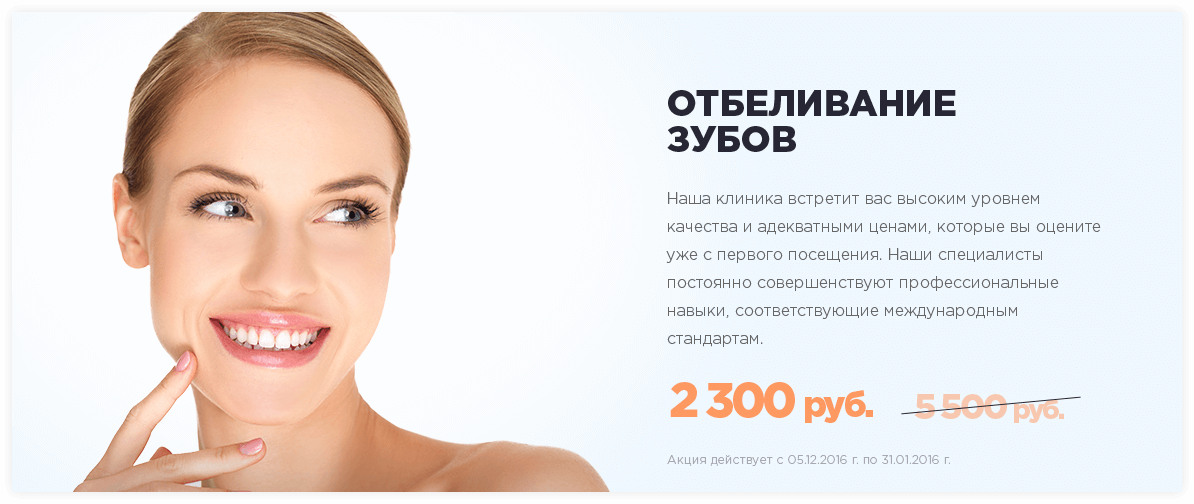 ОТБЕЛИВАНИЕ
ЗУБОВ
Наша клиника встретит вас высоким уровнем
качества и адекватными ценами, которые вы оцените
уже с первого посещения. Наши специалисты
постоянно совершенствуют профессиональные
навыки, соответствующие международным
стандартам.
2 300 руб. 5 500 руб.
Акция действует с 05.12.2016 г. по 31.01.2016 г.